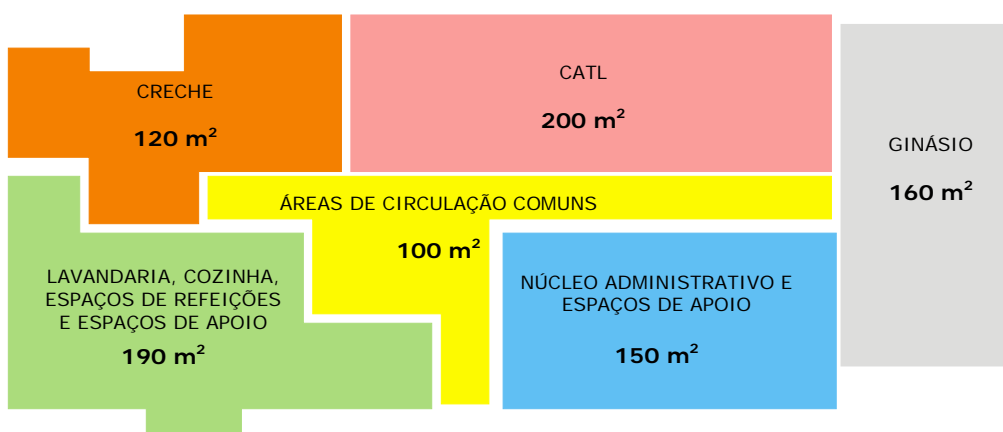 CRECHE
120 m²
CATL
200 m²
GINÁSIO
160 m²
ÁREAS DE CIRCULAÇÃO COMUNS
100 m²
LAVANDARIA, COZINHA,
ESPAÇOS DE REFEIÇÕES
E ESPAÇOS DE APOIO
190 m²
NÚCLEO ADMINISTRATIVO E
ESPAÇOS DE APOIO
150 m²